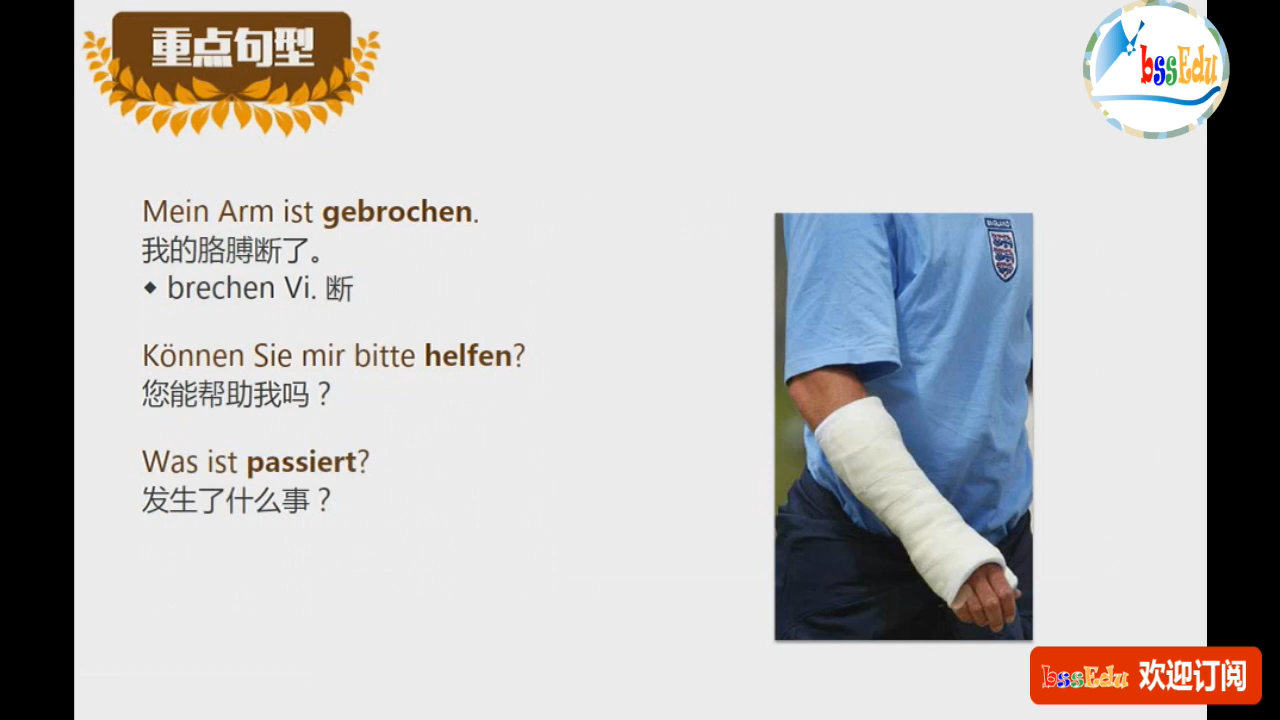 重点句型
bssEdu
Mein Arm ist gebrochen.
我的胳膊断了。
◆ brechen Vi. 断
Können Sie mir bitte helfen?
您能帮助我吗？
Was ist passiert?
发生了什么事？
ENGLAND
bssEdu 欢迎订阅